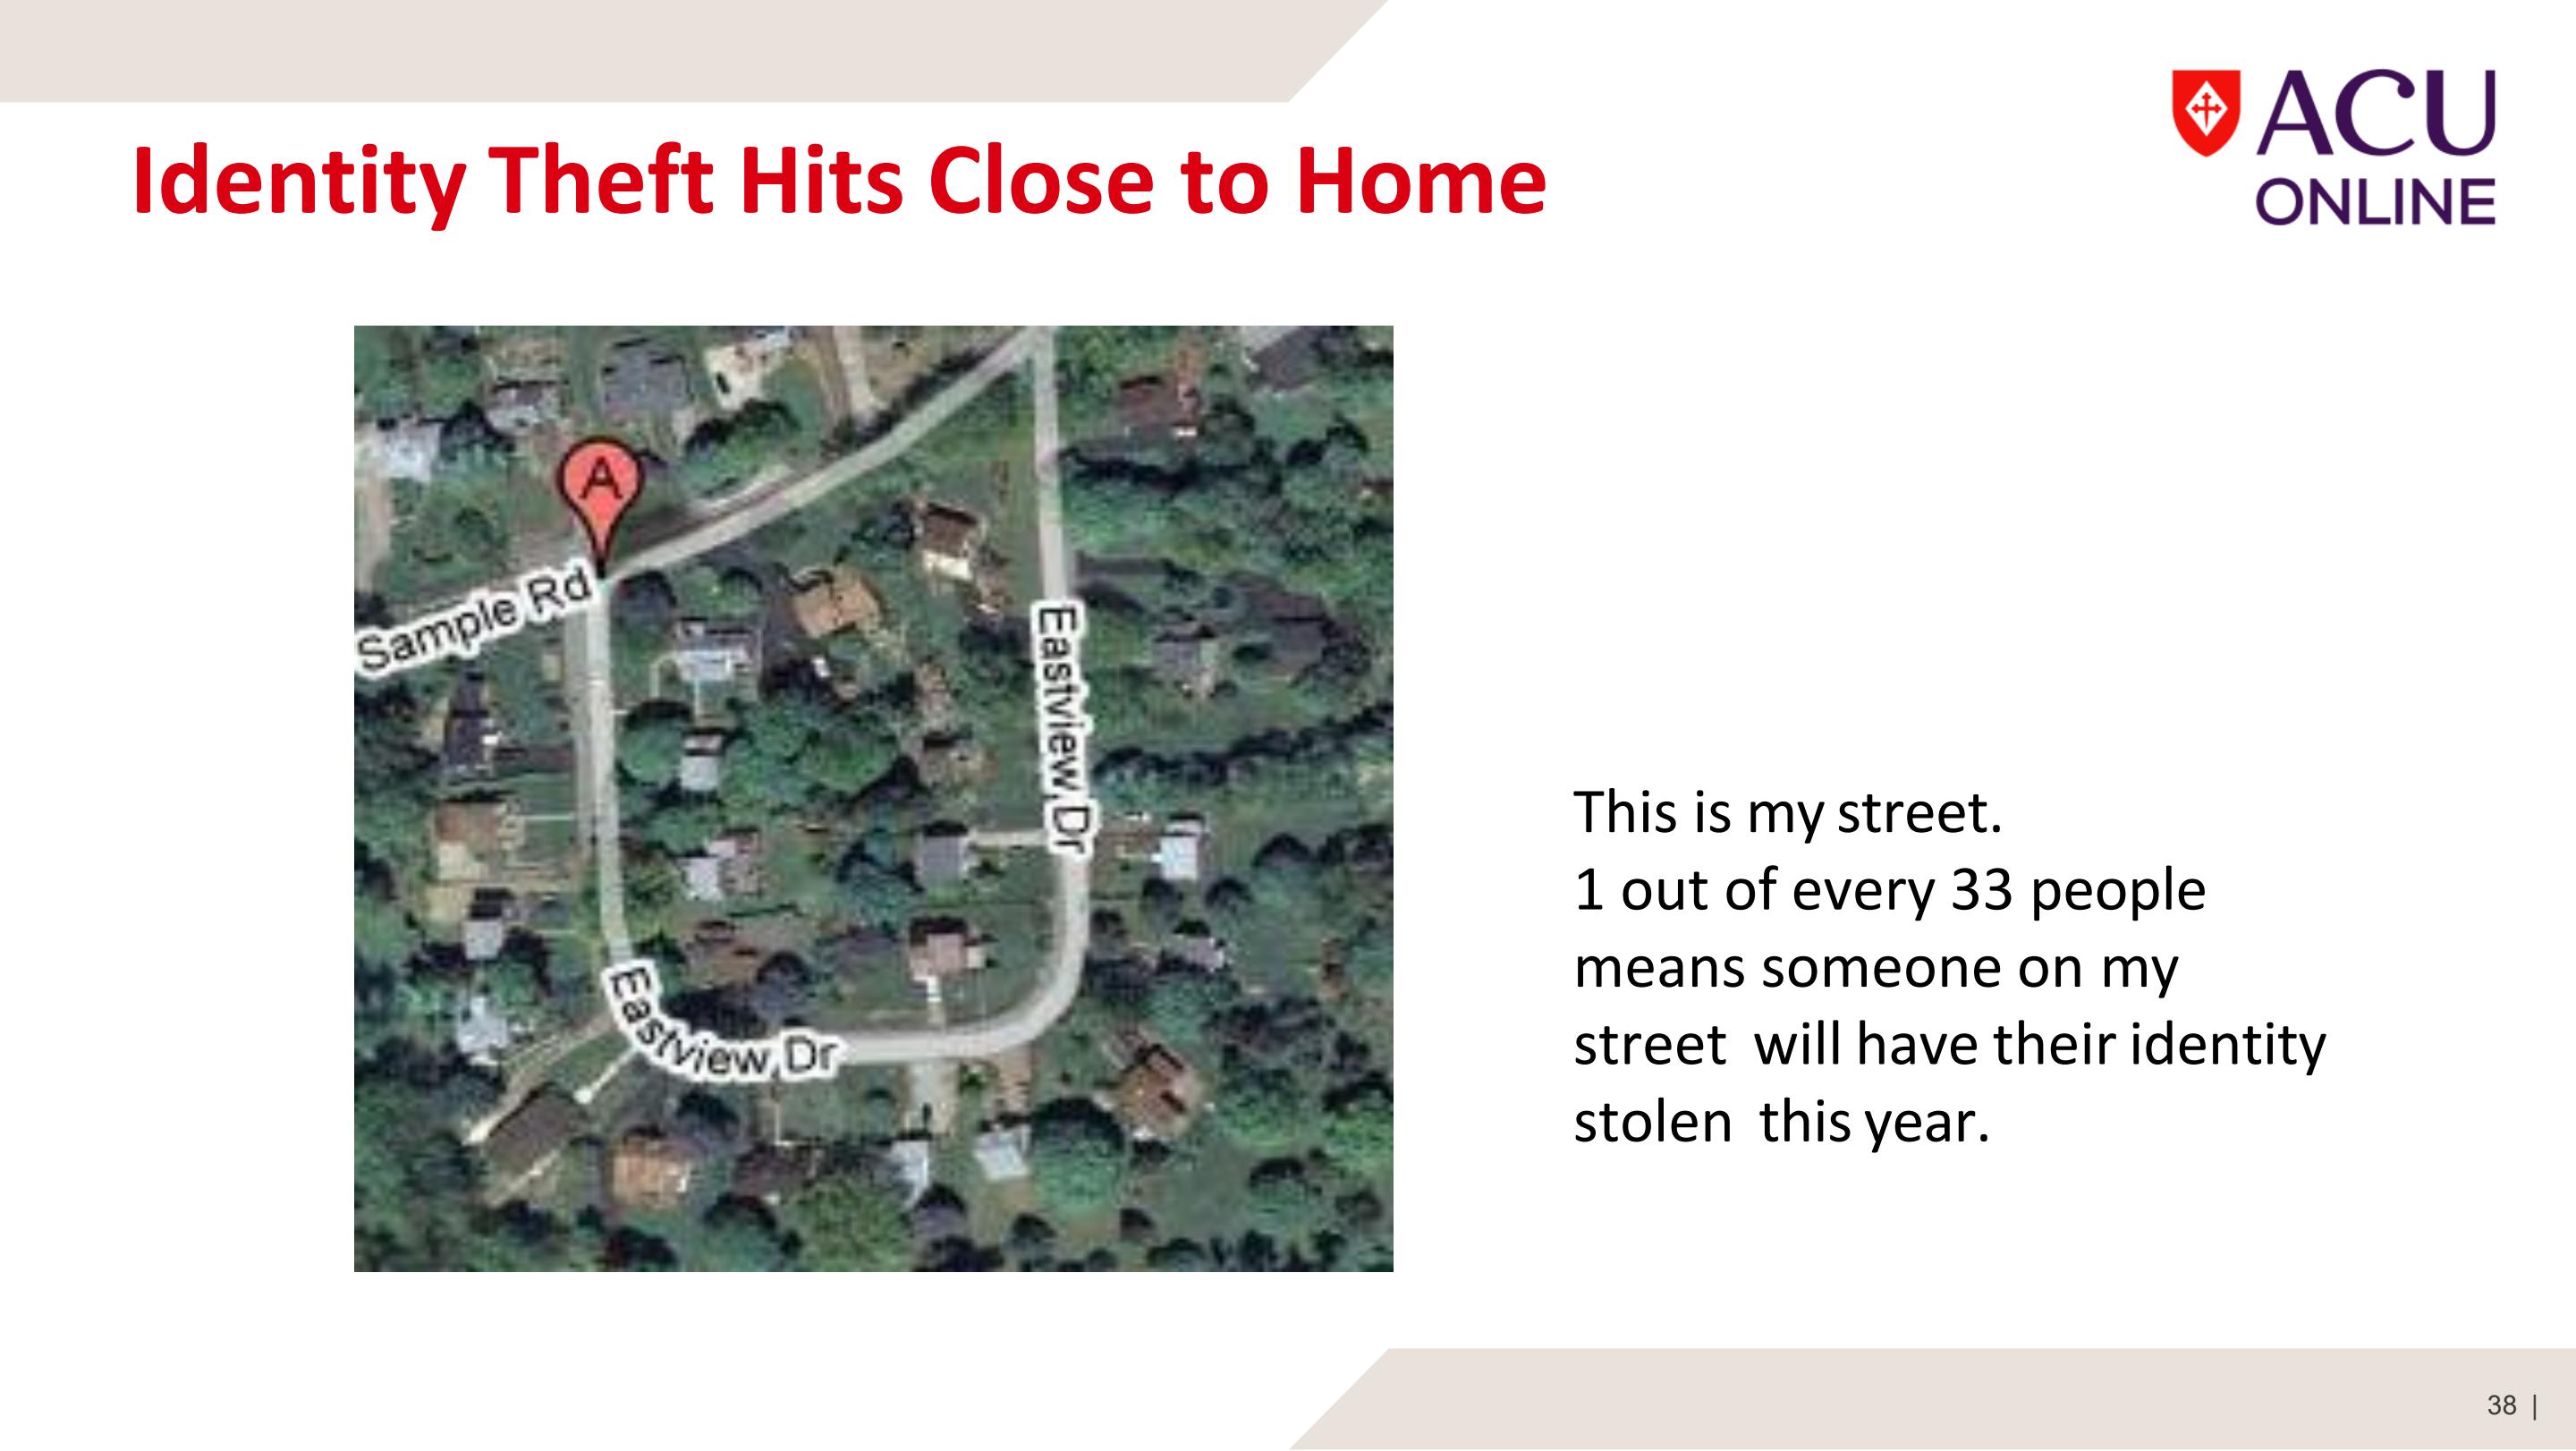 ACU
ONLINE
Identity Theft Hits Close to Home
A
Sample Rd
Eastview Dr
Eastview Dr
This is my street.
1 out of every 33 people
means someone on my
street will have their identity
stolen this year.
38 |